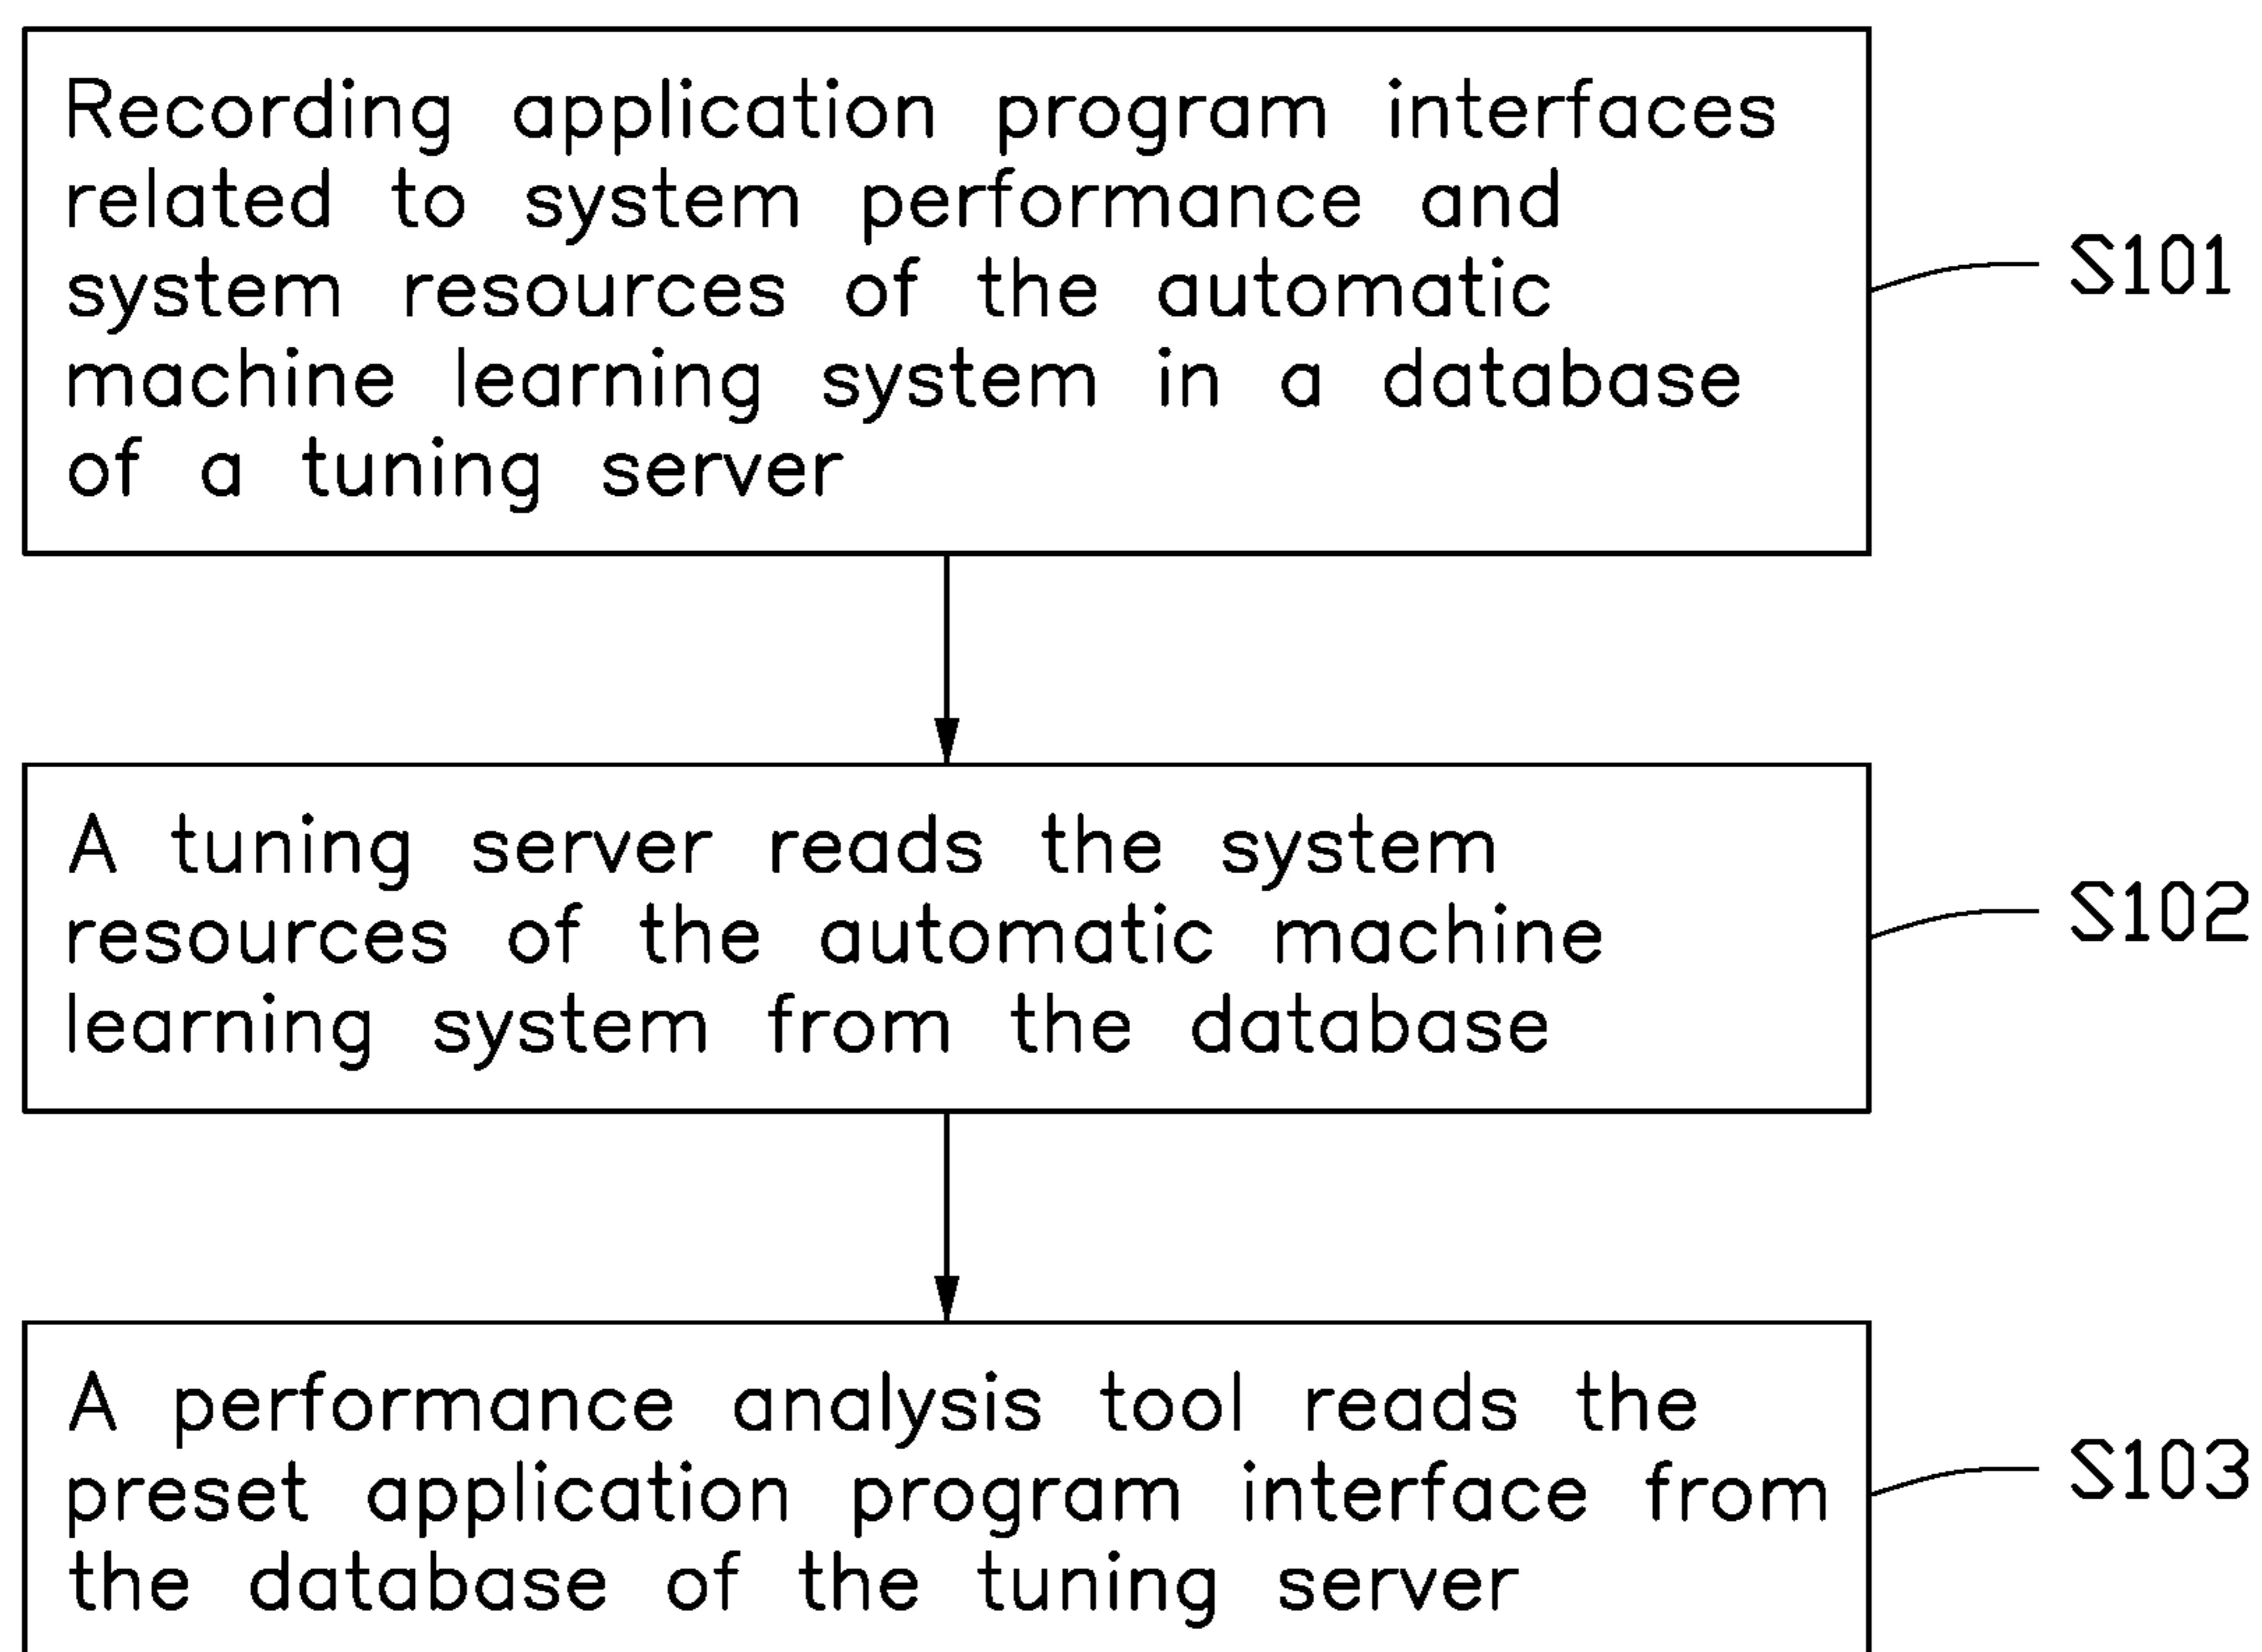 Recording application program interfaces
related to system performance and
system resources of the automatic
machine learning system in a database
of a tuning server
S101
A tuning server reads the system
resources of the automatic machine
learning system from the database
S102
A performance analysis tool reads the
preset application program interface from
the database of the tuning server
S103